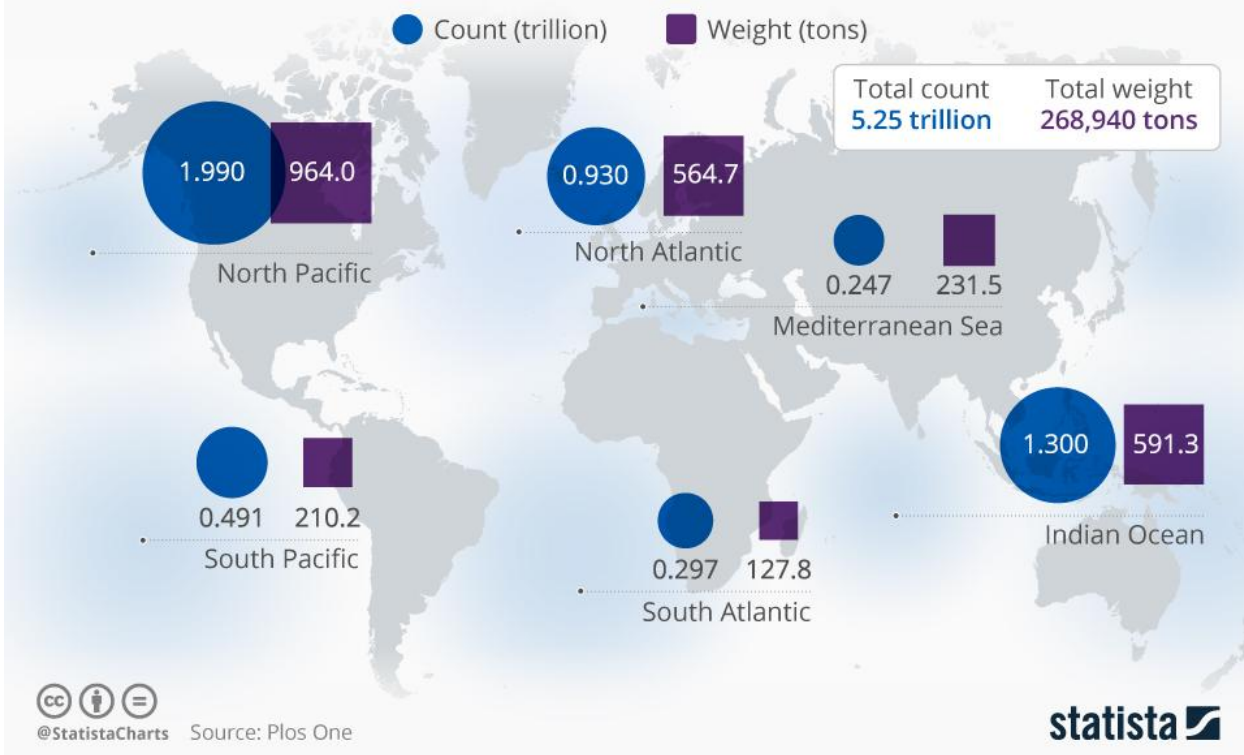 Count (trillion) Weight (tons)
Total count Total weight
5.25 trillion 268,940 tons
1.990 964.0
North Pacific
0.930 564.7
North Atlantic
0.247 231.5
Mediterranean Sea
1.300 591.3
Indian Ocean
0.491 210.2
South Pacific
0.297 127.8
South Atlantic
cc
@StatistaCharts Source: Plos One
statista